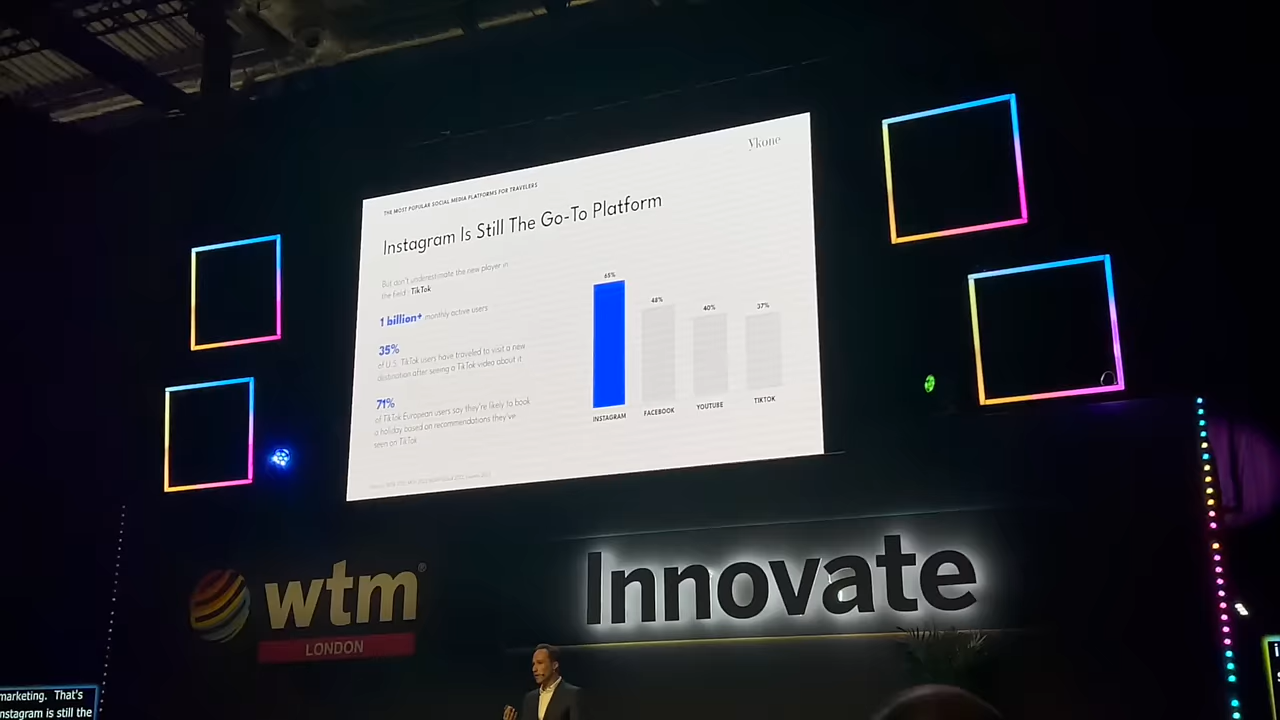 Ykone
THE MOST POPULAR SOCIAL MEDIA PLATFORMS FOR TRAVELERS
Instagram Is Still The Go-To Platform
But don't underestimate the new player in
the field: TikTok
1 billion+ monthly active users
35%
of U.S. TikTok users have traveled to visit a new
destination after seeing a TikTok video about it
71%
of TikTok European users say they're likely to book
a holiday based on recommendations they've
seen on TikTok
65%
48%
40%
37%
INSTAGRAM
FACEBOOK
YOUTUBE
TIKTOK
wtm®
LONDON
Innovate
marketing. That's
nstagram is still the